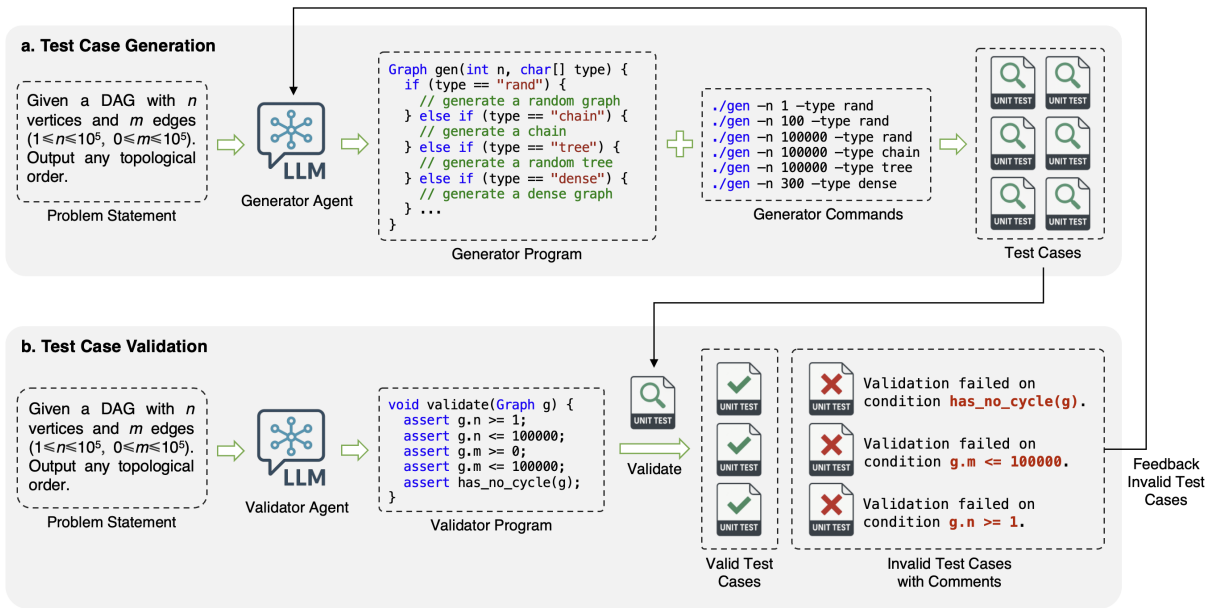 a. Test Case Generation
Given a DAG with n
vertices and m edges
(1⩽n⩽10⁵, 0⩽m⩽10⁵).
Output any topological
order.
Problem Statement
LLM
Generator Agent
Graph gen(int n, char[] type) {
if (type == "rand") {
// generate a random graph
} else if (type == "chain") {
// generate a chain
} else if (type == "tree") {
// generate a random tree
} else if (type == "dense") {
// generate a dense graph
} ...
}
Generator Program
./gen −n 1 −type rand
./gen −n 100 −type rand
./gen −n 100000 −type rand
./gen −n 100000 −type chain
./gen −n 100000 −type tree
./gen −n 300 −type dense
Generator Commands
UNIT TEST
UNIT TEST
UNIT TEST
UNIT TEST
UNIT TEST
UNIT TEST
Test Cases
b. Test Case Validation
Given a DAG with n
vertices and m edges
(1⩽n⩽10⁵, 0⩽m⩽10⁵).
Output any topological
order.
Problem Statement
LLM
Validator Agent
void validate(Graph g) {
assert g.n >= 1;
assert g.n <= 100000;
assert g.m >= 0;
assert g.m <= 100000;
assert has_no_cycle(g);
}
Validator Program
UNIT TEST
Validate
UNIT TEST
UNIT TEST
UNIT TEST
Valid Test
Cases
UNIT TEST
Validation failed on
condition has_no_cycle(g).
UNIT TEST
Validation failed on
condition g.m <= 100000.
UNIT TEST
Validation failed on
condition g.n >= 1.
Invalid Test Cases
with Comments
Feedback
Invalid Test
Cases